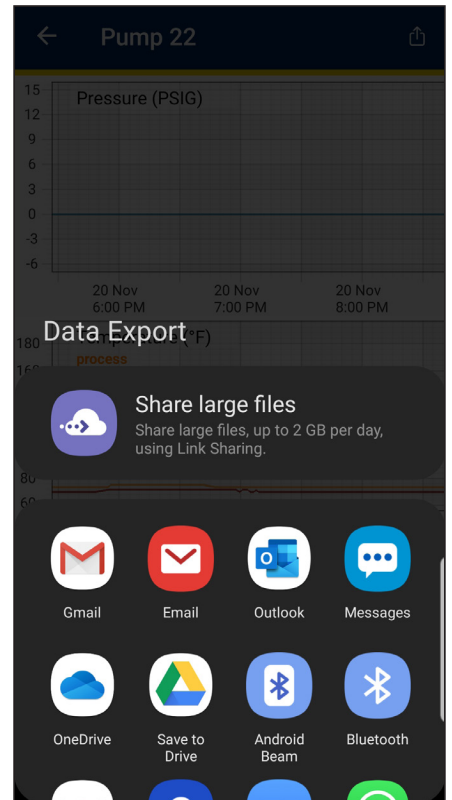 Pump 22
15
Pressure (PSIG)
12
9
6
3
0
-3
-6
20 Nov 20 Nov 20 Nov
6:00 PM 7:00 PM 8:00 PM
Data Export
180 Temperature (°F)
process
Share large files
Share large files, up to 2 GB per day,
using Link Sharing.
80
Gmail Email Outlook Messages
OneDrive Save to Android Bluetooth
Drive Beam